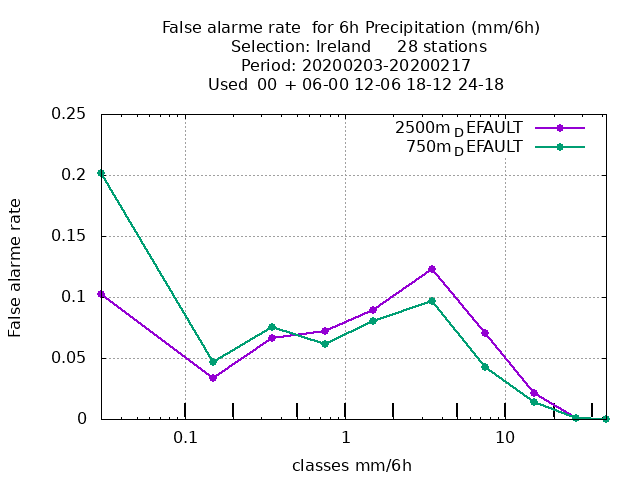 False alarme rate  for 6h Precipitation (mm/6h)
Selection: Ireland     28 stations
Period: 20200203-20200217
Used  00  + 06-00 12-06 18-12 24-18
2500m_DEFAULT
750m_DEFAULT
0.25
0.2
0.15
0.1
0.05
0
False alarme rate
0.1
1
10
classes mm/6h